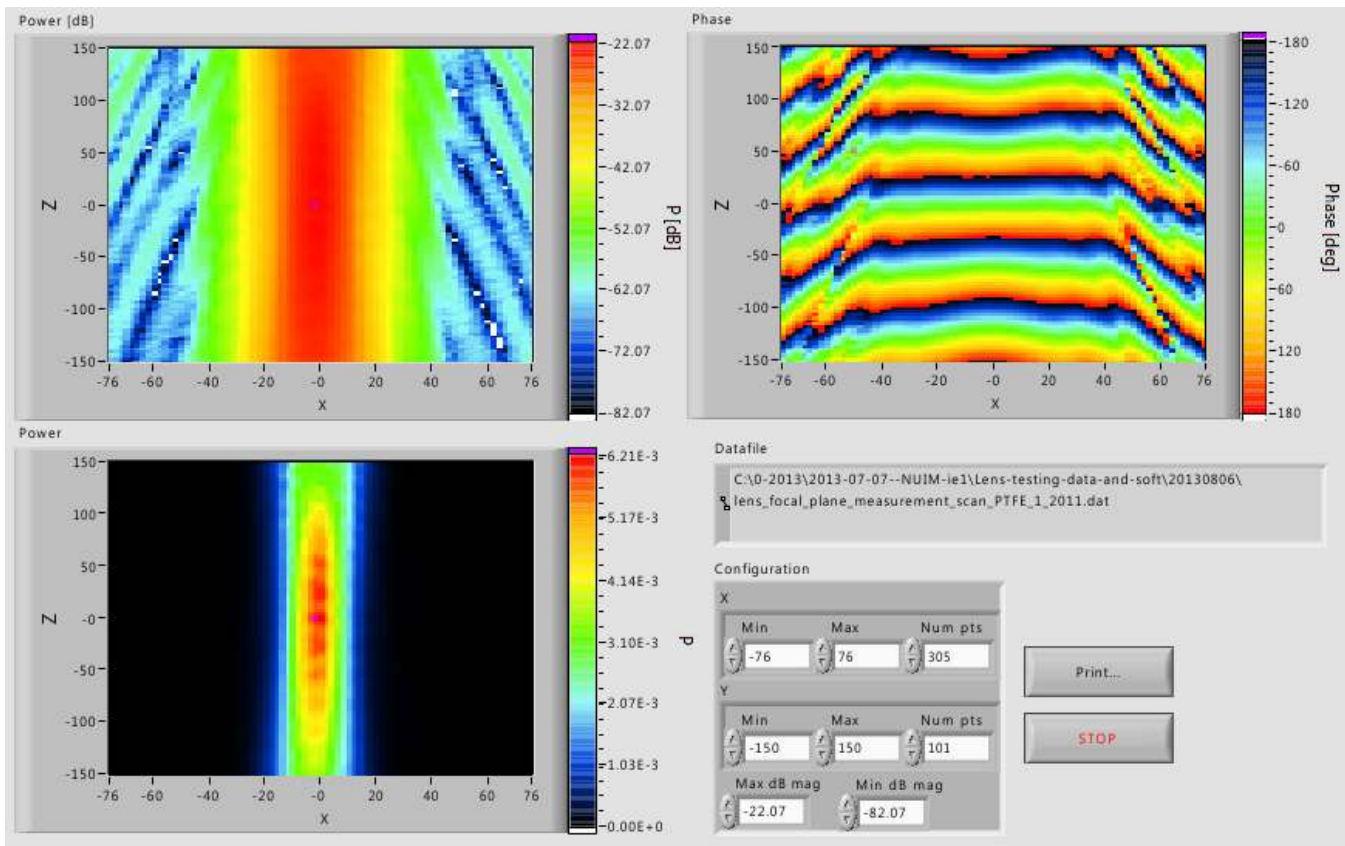 Power [dB]
150
100
50
-0
-50
-100
-150
Z
-76 -60 -40 -20 -0 20 40 60 76
X
-22.07
-32.07
-42.07
-52.07
-62.07
-72.07
-82.07
P [dB]
Phase
150
100
50
-0
-50
-100
-150
Z
-76 -60 -40 -20 -0 20 40 60 76
X
-180
-120
-60
-0
60
120
180
Phase [deg]
Power
150
100
50
-0
-50
-100
-150
Z
-76 -60 -40 -20 -0 20 40 60 76
X
6.21E-3
5.17E-3
4.14E-3
3.10E-3
2.07E-3
1.03E-3
0.00E+0
P
Datafile
C:\0-2013\2013-07-07--NUIM-ie1\Lens-testing-data-and-soft\20130806\
lens_focal_plane_measurement_scan_PTFE_1_2011.dat
Configuration
X
Min Max Num pts
-76 76 305
Y
Min Max Num pts
-150 150 101
Max dB mag Min dB mag
-22.07 -82.07
Print...
STOP